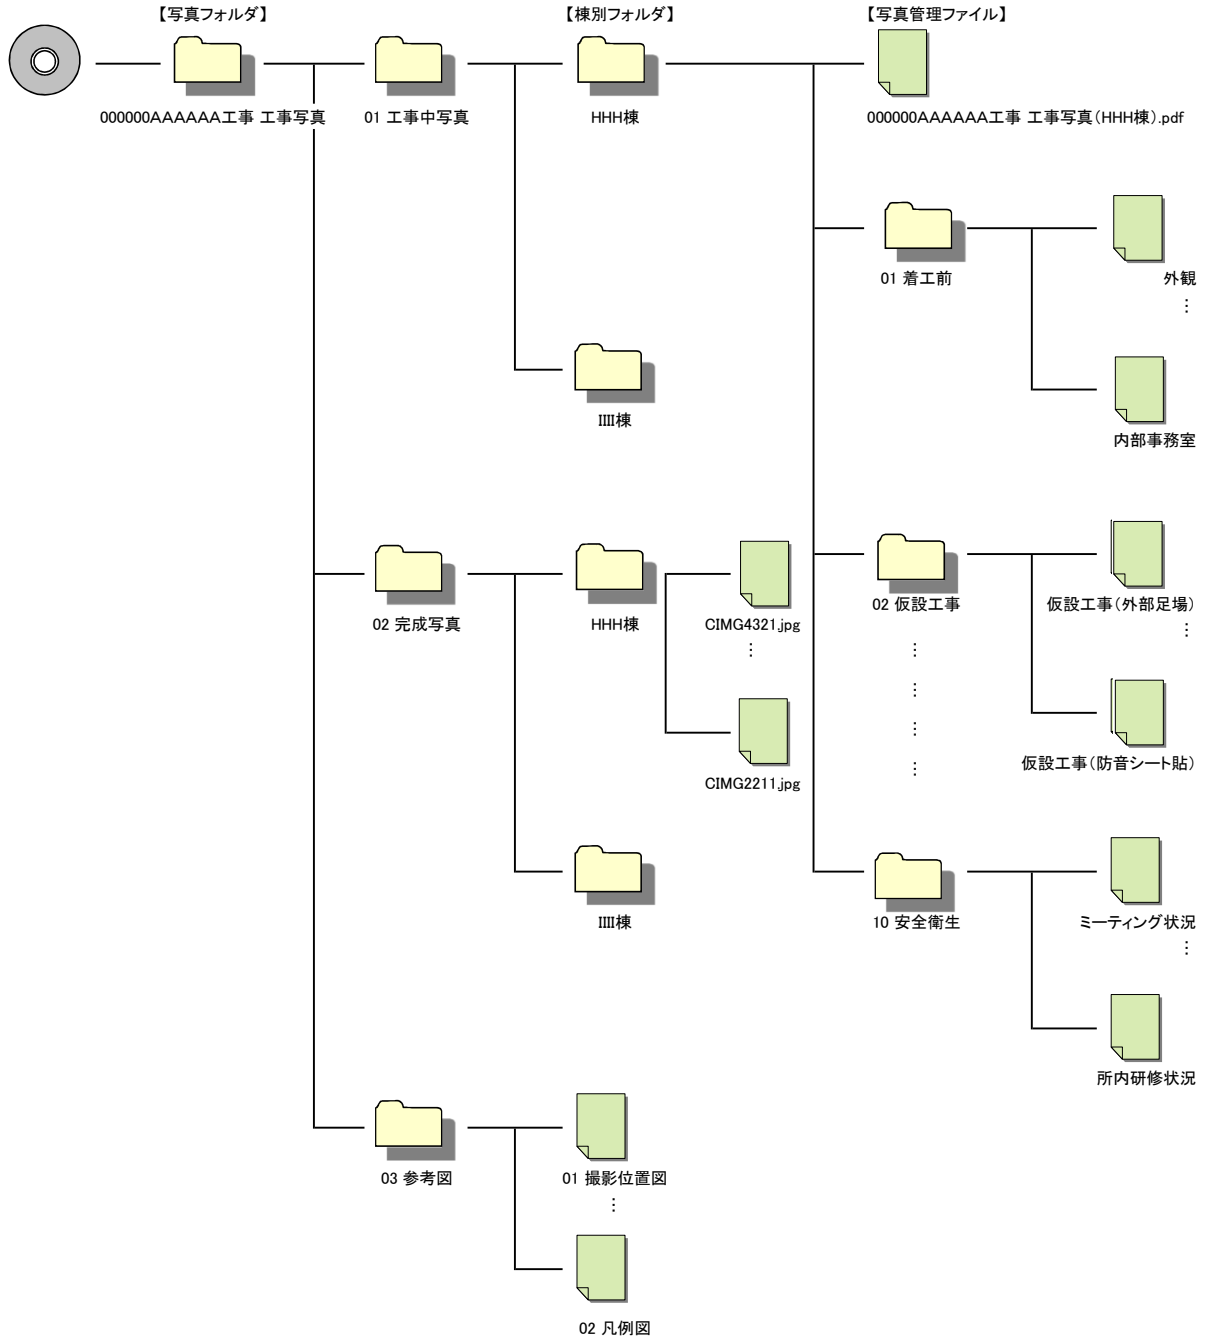 【写真フォルダ】
【棟別フォルダ】
【写真管理ファイル】
000000AAAAAA工事 工事写真
01 工事中写真
HHH棟
000000AAAAAA工事 工事写真(HHH棟).pdf
01 着工前
外観
⋮
内部事務室
IIII棟
02 完成写真
HHH棟
CIMG4321.jpg
⋮
CIMG2211.jpg
02 仮設工事
⋮
⋮
⋮
⋮
仮設工事(外部足場)
⋮
仮設工事(防音シート貼)
IIII棟
10 安全衛生
ミーティング状況
⋮
所内研修状況
03 参考図
01 撮影位置図
⋮
02 凡例図